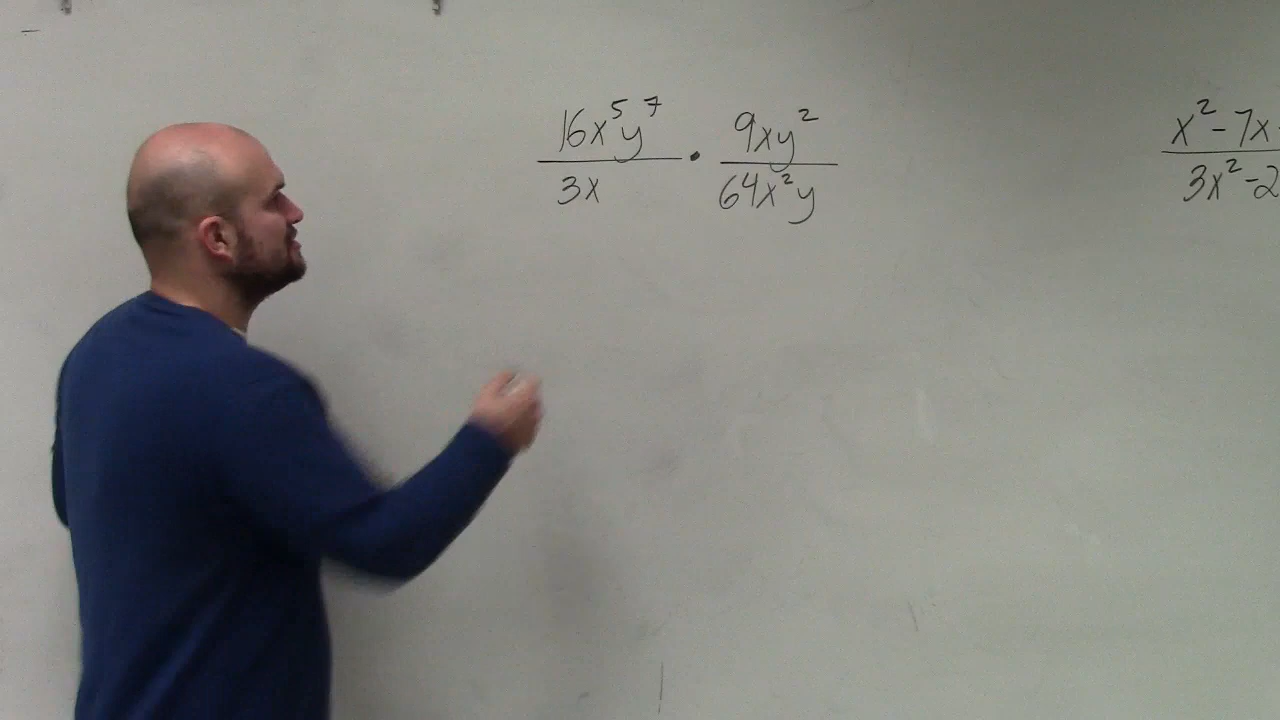 16x⁵y⁷/3x · 9xy²/64x²y
x² - 7x
3x² - 2